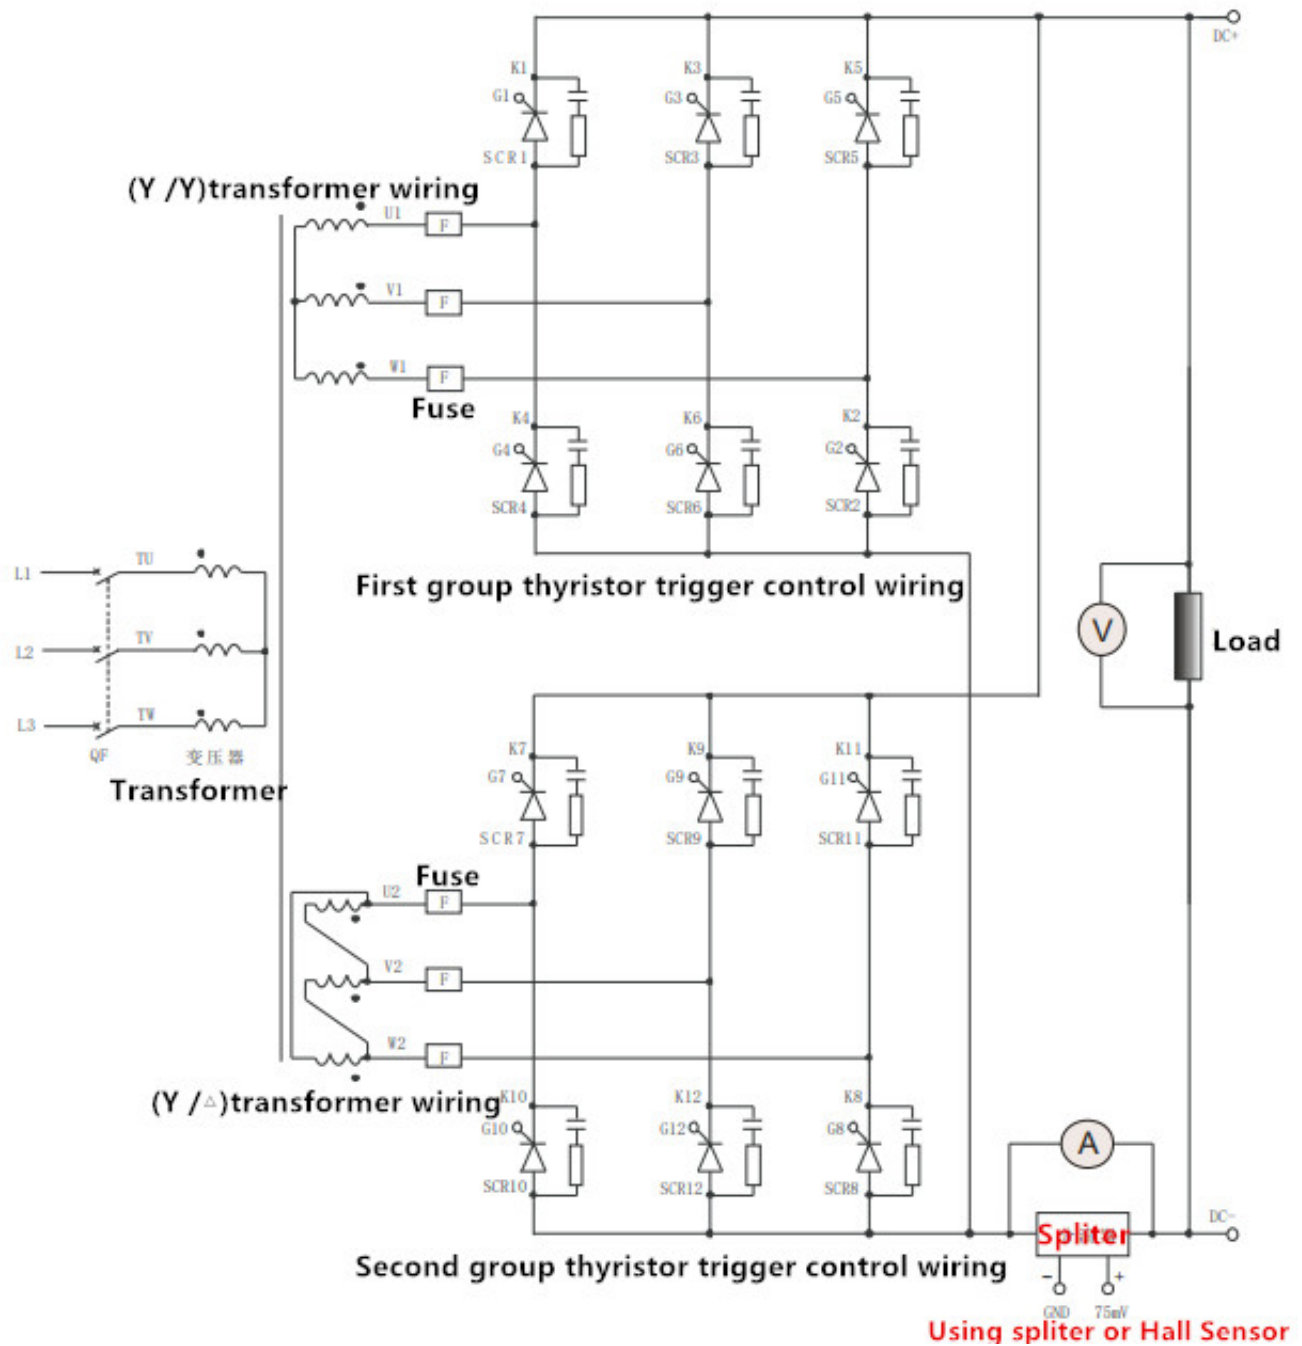 DC+
K1 K3 K5
G1 G3 G5
SCR1 SCR3 SCR5
(Y /Y)transformer wiring
U1
F
V1
F
W1
F
Fuse
K4 K6 K2
G4 G6 G2
SCR4 SCR6 SCR2
First group thyristor trigger control wiring
L1 TU
L2 TV
L3 TW
QF 变压器
Transformer
V
Load
K7 K9 K11
G7 G9 G11
SCR7 SCR9 SCR11
Fuse
U2
F
V2
F
W2
F
(Y /△)transformer wiring
K10 K12 K8
G10 G12 G8
SCR10 SCR12 SCR8
A
DC-
Spliter
Second group thyristor trigger control wiring
- +
GND 75mV
Using spliter or Hall Sensor